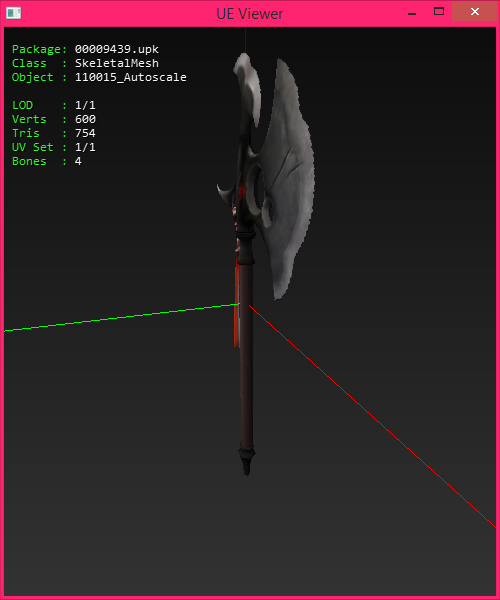 UE Viewer
Package: 00009439.upk
Class  : SkeletalMesh
Object : 110015_Autoscale
LOD    : 1/1
Verts  : 600
Tris   : 754
UV Set : 1/1
Bones  : 4